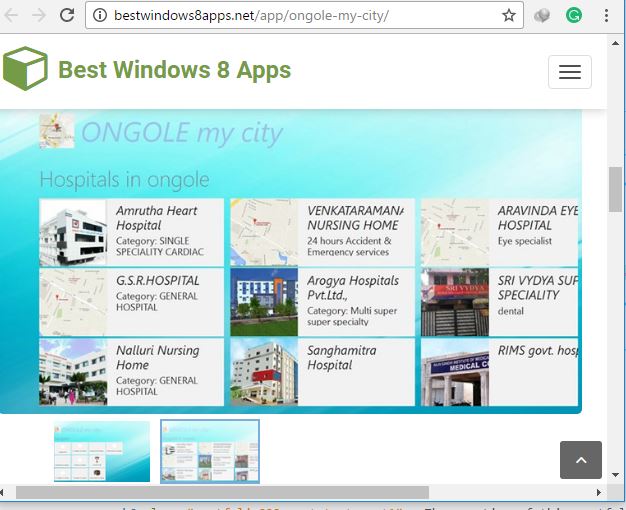 bestwindows8apps.net/app/ongole-my-city/
Best Windows 8 Apps
ONGOLE my city
Hospitals in ongole
Amrutha Heart
Hospital
Category: SINGLE
SPECIALITY CARDIAC
VENKATARAMANA
NURSING HOME
24 hours Accident &
Emergency services
ARAVINDA EYE
HOSPITAL
Eye specialist
G.S.R.HOSPITAL
Category: GENERAL
HOSPITAL
Arogya Hospitals
Pvt.Ltd.,
Category: Multi super
super specialty
SRI VYDYA SUP
SPECIALITY
dental
SRI VYDYA
Nalluri Nursing
Home
Category: GENERAL
HOSPITAL
Sanghamitra
Hospital
RIMS govt. hosp
MEDICAL CO